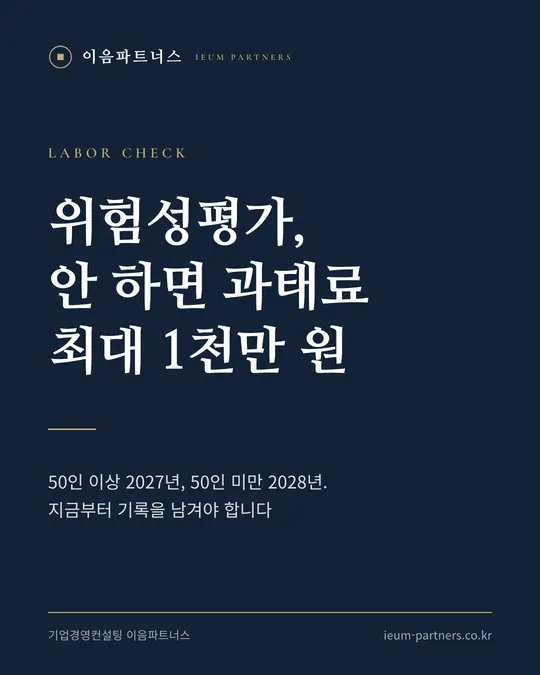 이음파트너스 IEUM PARTNERS
LABOR CHECK
위험성평가,
안 하면 과태료
최대 1천만 원
50인 이상 2027년, 50인 미만 2028년.
지금부터 기록을 남겨야 합니다
기업경영컨설팅 이음파트너스 ieum-partners.co.kr